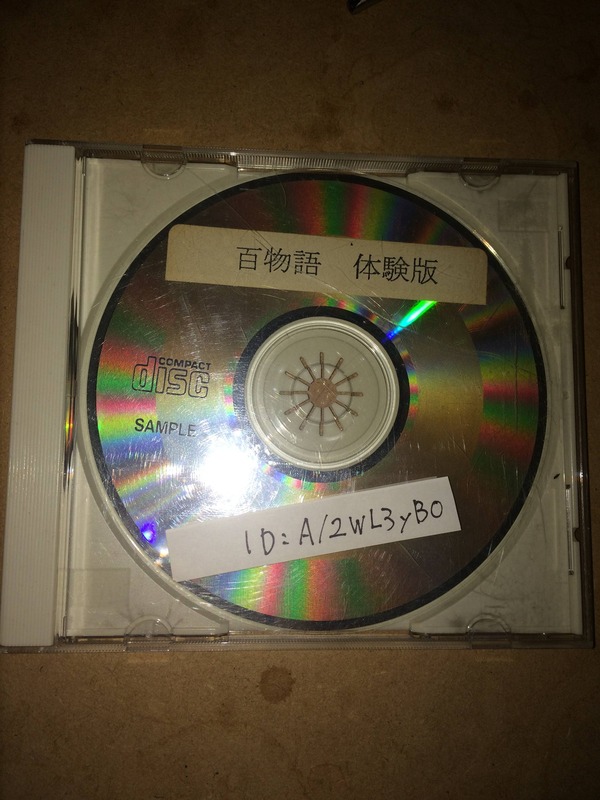 百物語　体験版
COMPACT
disc
SAMPLE
ID:A/2WL3yBO